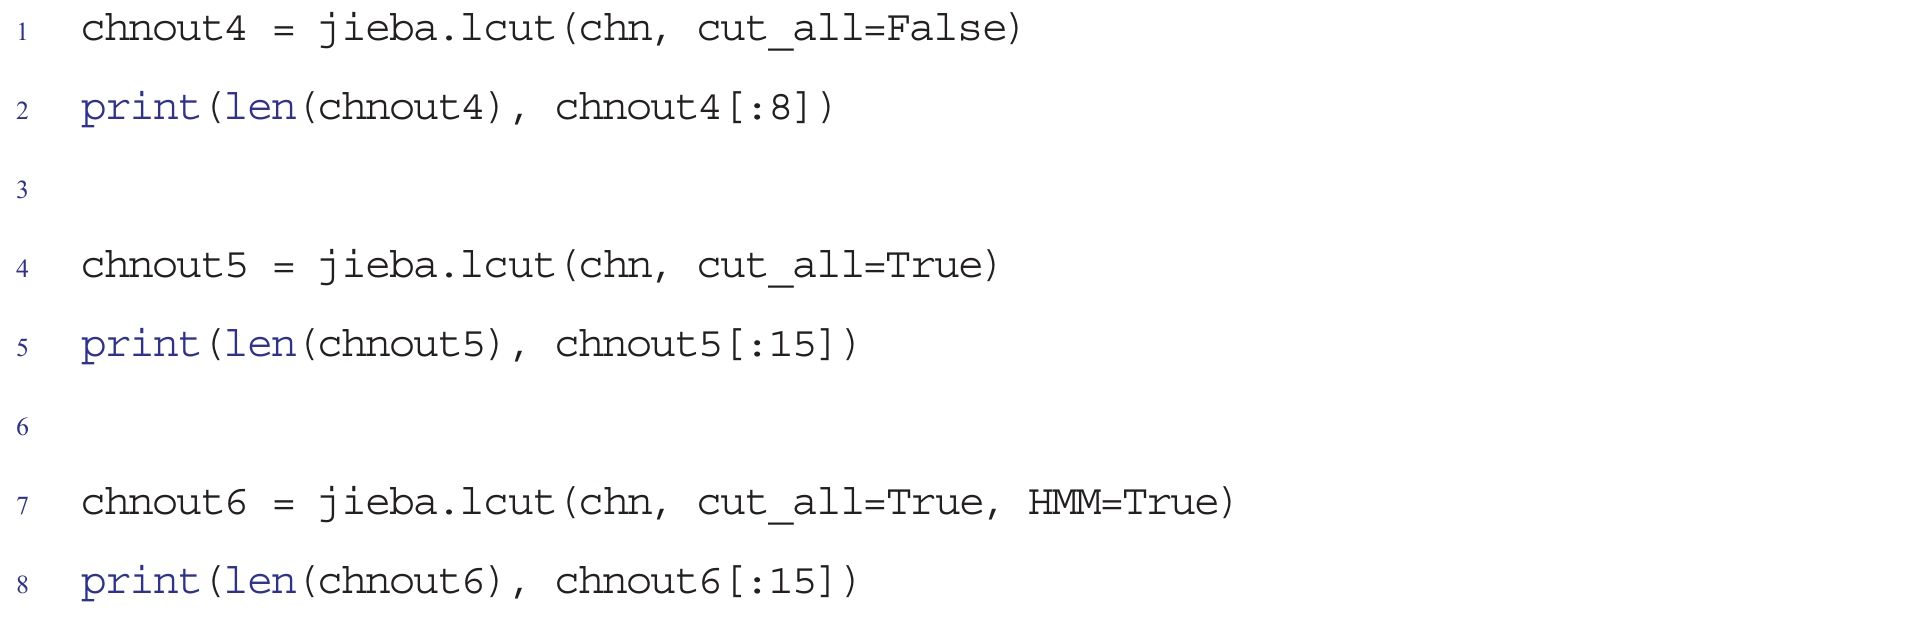 1 chnout4 = jieba.lcut(chn, cut_all=False)
2 print(len(chnout4), chnout4[:8])
3
4 chnout5 = jieba.lcut(chn, cut_all=True)
5 print(len(chnout5), chnout5[:15])
6
7 chnout6 = jieba.lcut(chn, cut_all=True, HMM=True)
8 print(len(chnout6), chnout6[:15])